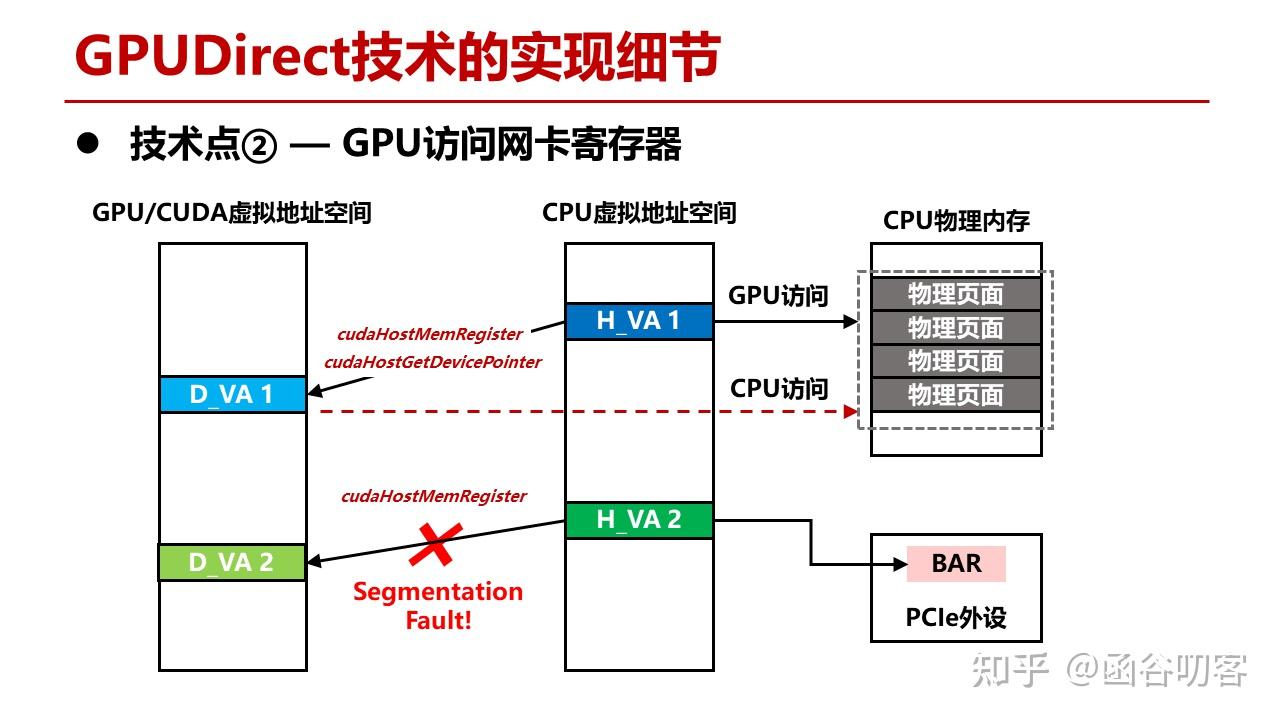 GPUDirect技术的实现细节
● 技术点② — GPU访问网卡寄存器
GPU/CUDA虚拟地址空间
CPU虚拟地址空间
CPU物理内存
GPU访问
物理页面
H_VA 1
物理页面
cudaHostMemRegister
cudaHostGetDevicePointer
物理页面
D_VA 1
CPU访问
物理页面
cudaHostMemRegister
H_VA 2
D_VA 2
BAR
Segmentation
Fault!
PCIe外设
知乎 @函谷叨客